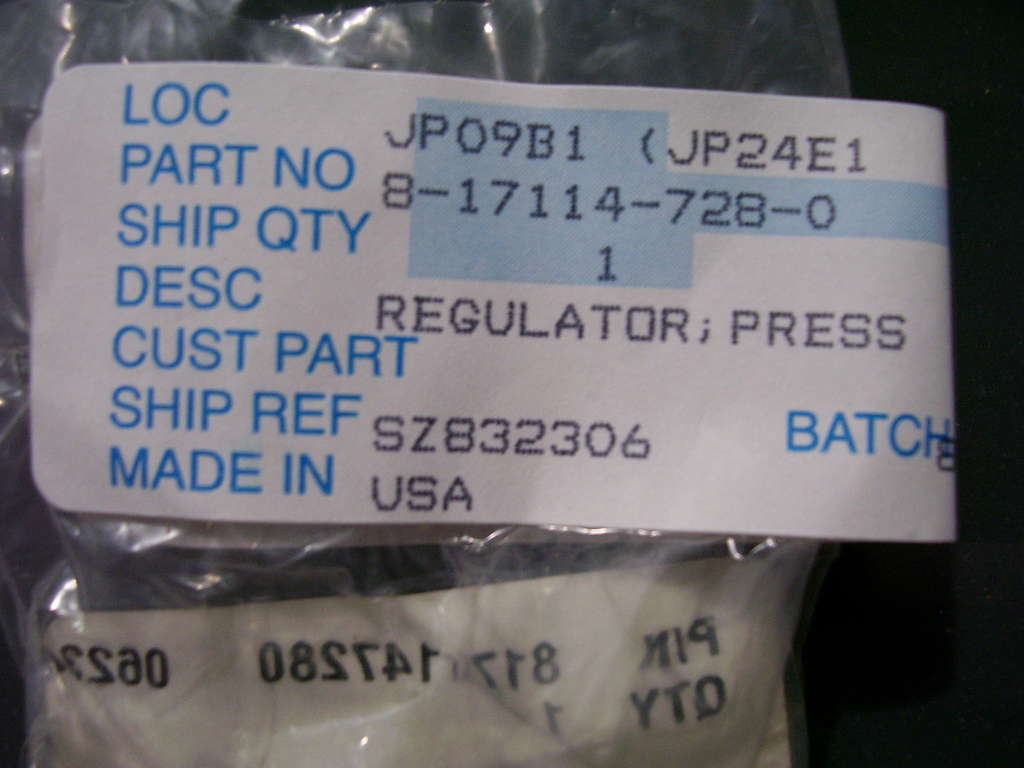 LOC JP09B1 (JP24E1
PART NO 8-17114-728-0
SHIP QTY 1
DESC REGULATOR; PRESS
CUST PART
SHIP REF SZ832306 BATCH
MADE IN USA
P/N 147280
QTY 1